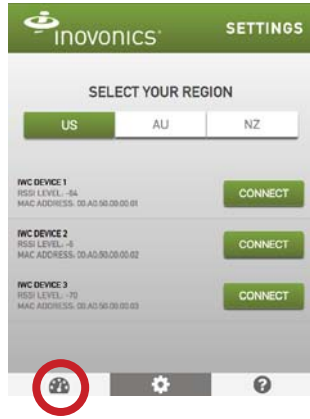 inovonics
SETTINGS
SELECT YOUR REGION
US
AU
NZ
IWC DEVICE 1
RSSI LEVEL: -84
MAC ADDRESS: 00.A0.50.00.00.01
CONNECT
IWC DEVICE 2
RSSI LEVEL: -6
MAC ADDRESS: 00.A0.50.00.00.02
CONNECT
IWC DEVICE 3
RSSI LEVEL: -70
MAC ADDRESS: 00.A0.50.00.00.03
CONNECT
?